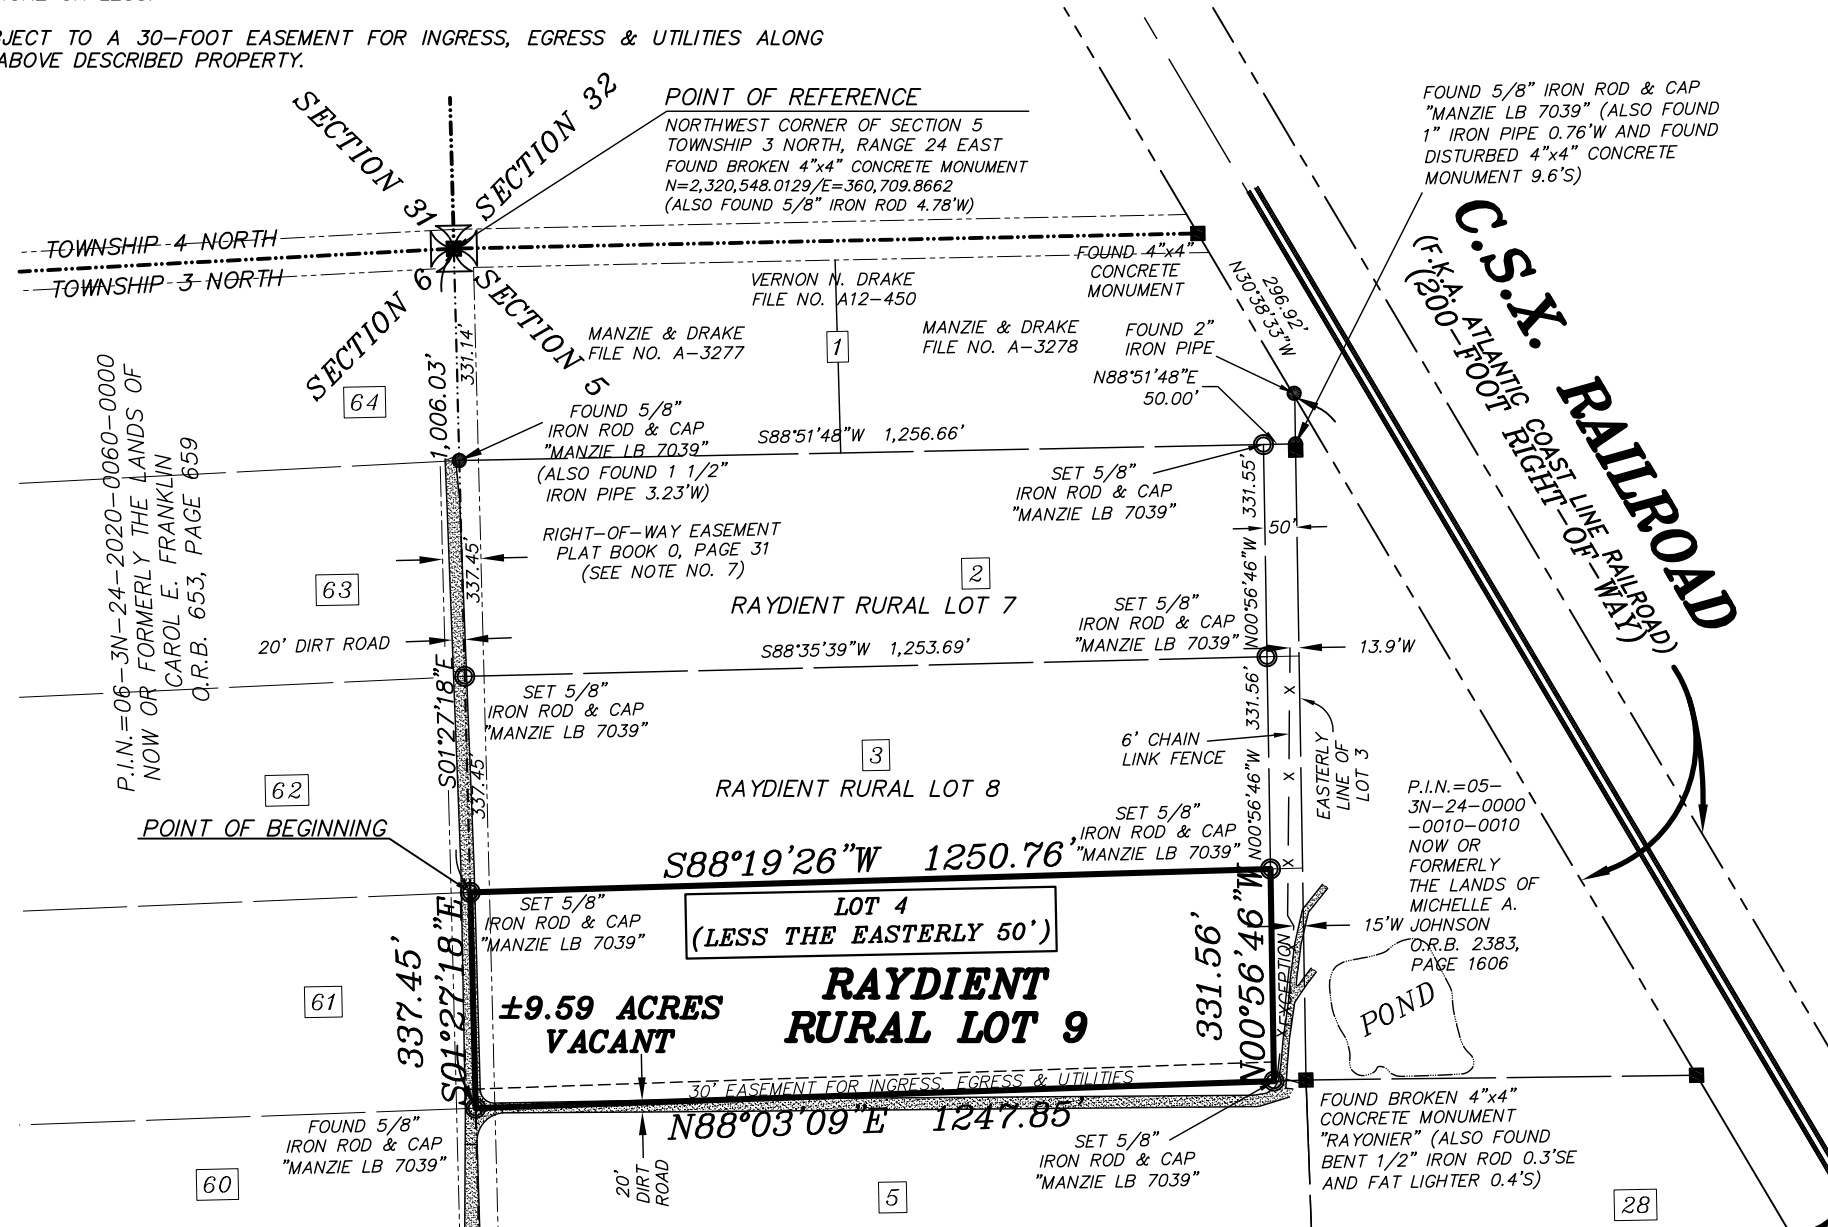 BJECT TO A 30-FOOT EASEMENT FOR INGRESS, EGRESS & UTILITIES ALONG
ABOVE DESCRIBED PROPERTY.
SECTION 31
SECTION 32
SECTION 6
SECTION 5
POINT OF REFERENCE
NORTHWEST CORNER OF SECTION 5
TOWNSHIP 3 NORTH, RANGE 24 EAST
FOUND BROKEN 4"x4" CONCRETE MONUMENT
N=2,320,548.0129/E=360,709.8662
(ALSO FOUND 5/8" IRON ROD 4.78'W)
FOUND 5/8" IRON ROD & CAP
"MANZIE LB 7039" (ALSO FOUND
1" IRON PIPE 0.76'W AND FOUND
DISTURBED 4"x4" CONCRETE
MONUMENT 9.6'S)
TOWNSHIP 4 NORTH
TOWNSHIP 3 NORTH
FOUND 4"x4"
CONCRETE
MONUMENT
N30°38'33"W
296.92'
C.S.X. RAILROAD
(F.K.A. ATLANTIC COAST LINE RAILROAD)
(200-FOOT RIGHT-OF-WAY)
VERNON N. DRAKE
FILE NO. A12-450
MANZIE & DRAKE
FILE NO. A-3277
1
MANZIE & DRAKE
FILE NO. A-3278
FOUND 2"
IRON PIPE
N88°51'48"E
50.00'
1,006.03'
331.14'
P.I.N.=06-3N-24-2020-0060-0000
NOW OR FORMERLY THE LANDS OF
CAROL E. FRANKLIN
O.R.B. 653, PAGE 659
64
FOUND 5/8"
IRON ROD & CAP
"MANZIE LB 7039"
(ALSO FOUND 1 1/2"
IRON PIPE 3.23'W)
S88°51'48"W 1,256.66'
SET 5/8"
IRON ROD & CAP
"MANZIE LB 7039"
331.55'
50'
RIGHT-OF-WAY EASEMENT
PLAT BOOK 0, PAGE 31
(SEE NOTE NO. 7)
337.45'
2
RAYDIENT RURAL LOT 7
63
20' DIRT ROAD
SET 5/8"
IRON ROD & CAP
"MANZIE LB 7039"
N00°56'46"W
13.9'W
S88°35'39"W 1,253.69'
S01°27'18"E
SET 5/8"
IRON ROD & CAP
"MANZIE LB 7039"
331.56'
X
6' CHAIN
LINK FENCE
X
EASTERLY
LINE OF
LOT 3
3
RAYDIENT RURAL LOT 8
62
337.45'
POINT OF BEGINNING
SET 5/8"
IRON ROD & CAP
"MANZIE LB 7039"
N00°56'46"W
X
P.I.N.=05-
3N-24-0000
-0010-0010
NOW OR
FORMERLY
THE LANDS OF
MICHELLE A.
JOHNSON
O.R.B. 2383,
PAGE 1606
S88°19'26"W 1250.76'
SET 5/8"
IRON ROD & CAP
"MANZIE LB 7039"
LOT 4
(LESS THE EASTERLY 50')
RAYDIENT
RURAL LOT 9
±9.59 ACRES
VACANT
61
337.45'
S01°27'18"E
331.56'
N00°56'46"W
EXCEPTION
X
15'W
POND
30' EASEMENT FOR INGRESS, EGRESS & UTILITIES
N88°03'09"E 1247.85'
FOUND 5/8"
IRON ROD & CAP
"MANZIE LB 7039"
20'
DIRT
ROAD
SET 5/8"
IRON ROD & CAP
"MANZIE LB 7039"
FOUND BROKEN 4"x4"
CONCRETE MONUMENT
"RAYONIER" (ALSO FOUND
BENT 1/2" IRON ROD 0.3'SE
AND FAT LIGHTER 0.4'S)
60
5
28